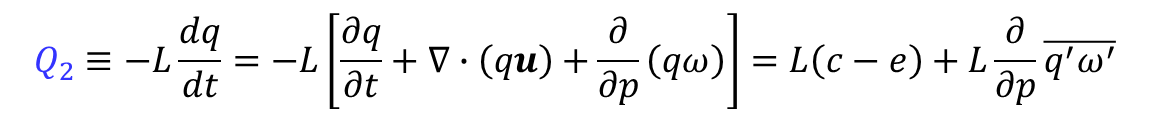 Q₂ ≡ −L dq/dt = −L [∂q/∂t + ∇ · (q𝒖) + ∂/∂p (qω)] = L(c − e) + L ∂/∂p \overline{q′ω′}